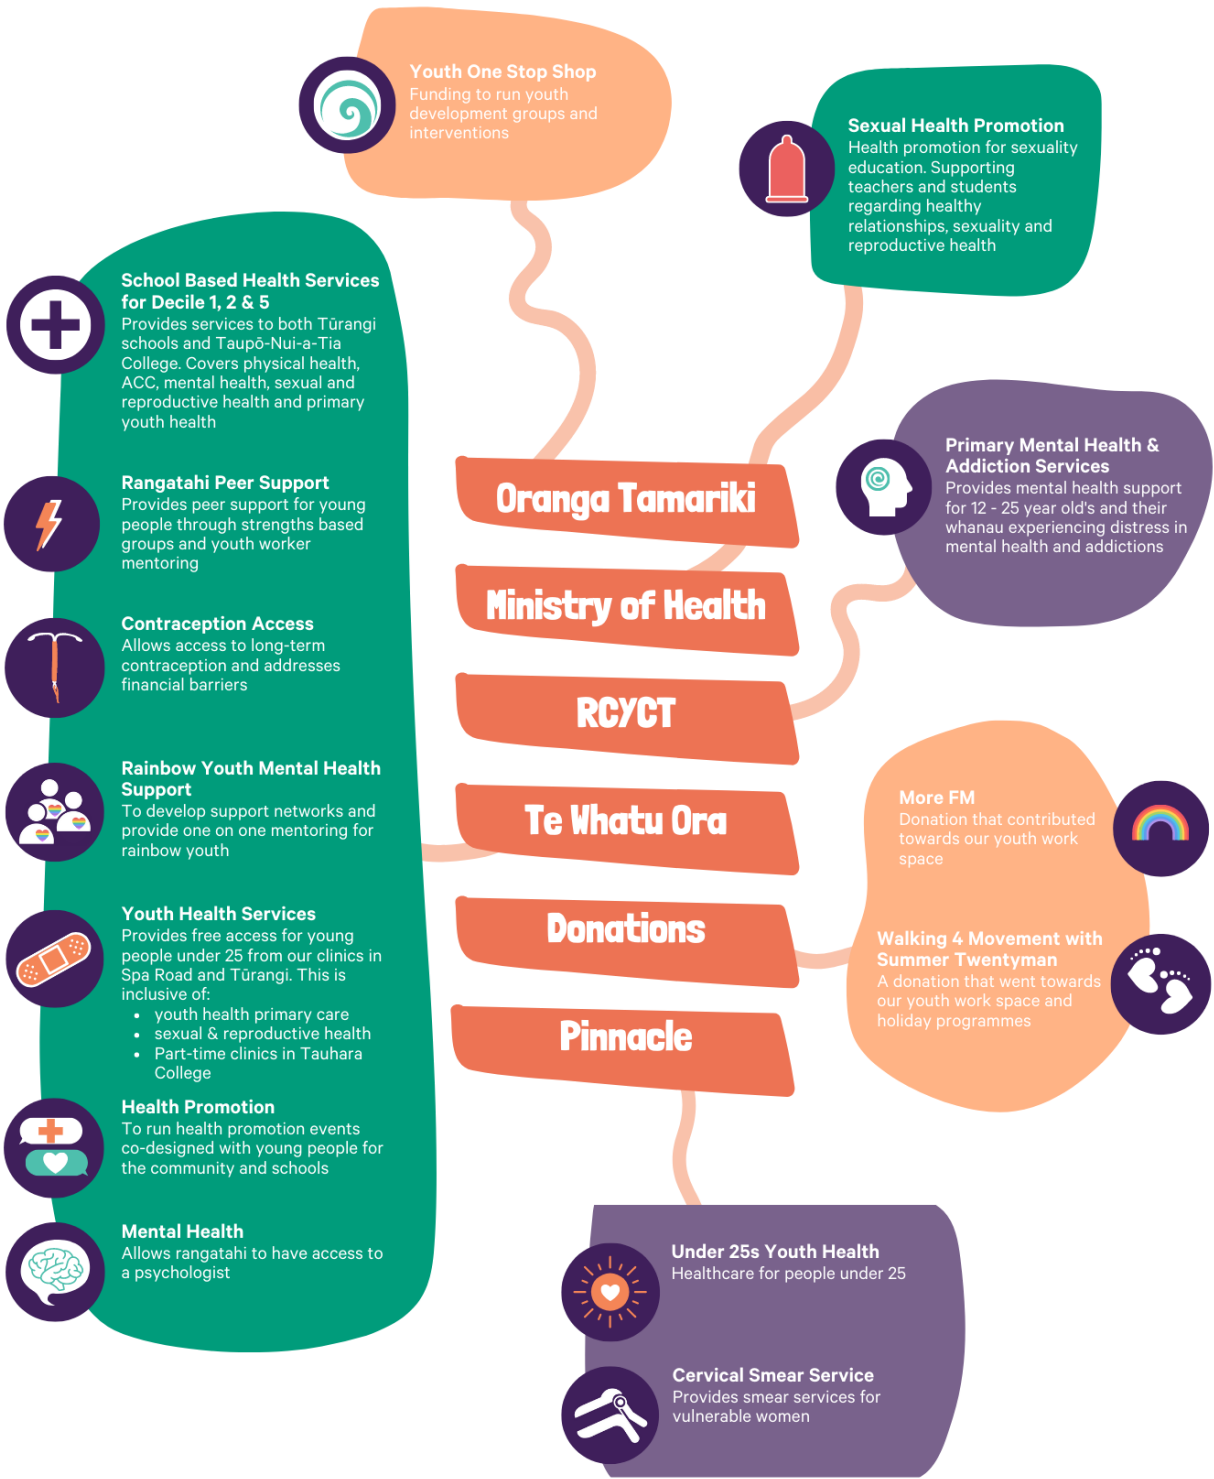 Youth One Stop Shop
Funding to run youth
development groups and
interventions
Sexual Health Promotion
Health promotion for sexuality
education. Supporting
teachers and students
regarding healthy
relationships, sexuality and
reproductive health
School Based Health Services
for Decile 1, 2 & 5
Provides services to both Tūrangi
schools and Taupō-Nui-a-Tia
College. Covers physical health,
ACC, mental health, sexual and
reproductive health and primary
youth health
Rangatahi Peer Support
Provides peer support for young
people through strengths based
groups and youth worker
mentoring
Contraception Access
Allows access to long-term
contraception and addresses
financial barriers
Rainbow Youth Mental Health
Support
To develop support networks and
provide one on one mentoring for
rainbow youth
Youth Health Services
Provides free access for young
people under 25 from our clinics in
Spa Road and Tūrangi. This is
inclusive of:
• youth health primary care
• sexual & reproductive health
• Part-time clinics in Tauhara
College
Health Promotion
To run health promotion events
co-designed with young people for
the community and schools
Mental Health
Allows rangatahi to have access to
a psychologist
Oranga Tamariki
Ministry of Health
RCYCT
Te Whatu Ora
Donations
Pinnacle
Primary Mental Health &
Addiction Services
Provides mental health support
for 12 - 25 year old's and their
whanau experiencing distress in
mental health and addictions
More FM
Donation that contributed
towards our youth work
space
Walking 4 Movement with
Summer Twentyman
A donation that went towards
our youth work space and
holiday programmes
Under 25s Youth Health
Healthcare for people under 25
Cervical Smear Service
Provides smear services for
vulnerable women